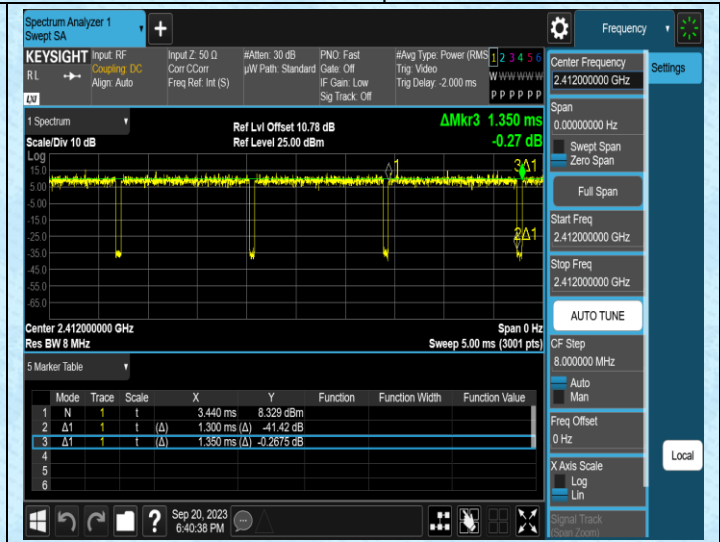 Spectrum Analyzer 1
Swept SA
+
Frequency
KEYSIGHT
RL
LXI
Input: RF
Coupling: DC
Align: Auto
Input Z: 50 Ω
Corr CCorr
Freq Ref: Int (S)
#Atten: 30 dB
µW Path: Standard
PNO: Fast
Gate: Off
IF Gain: Low
Sig Track: Off
#Avg Type: Power (RMS
Trig: Video
Trig Delay: -2.000 ms
1 2 3 4 5 6
W W W W W W
P P P P P P
Center Frequency
2.412000000 GHz
Settings
Span
0.00000000 Hz
Swept Span
Zero Span
Full Span
Start Freq
2.412000000 GHz
Stop Freq
2.412000000 GHz
AUTO TUNE
CF Step
8.000000 MHz
Auto
Man
Freq Offset
0 Hz
X Axis Scale
Log
Lin
Signal Track
(Span Zoom)
Local
1 Spectrum
Scale/Div 10 dB
Ref Lvl Offset 10.78 dB
Ref Level 25.00 dBm
ΔMkr3 1.350 ms
-0.27 dB
Log
15.0
5.00
-5.00
-15.0
-25.0
-35.0
-45.0
-55.0
-65.0
1
3Δ1
2Δ1
Center 2.412000000 GHz
Res BW 8 MHz
Span 0 Hz
Sweep 5.00 ms (3001 pts)
5 Marker Table
Mode Trace Scale X Y Function Function Width Function Value
1 N 1 t 3.440 ms 8.329 dBm
2 Δ1 1 t (Δ) 1.300 ms (Δ) -41.42 dB
3 Δ1 1 t (Δ) 1.350 ms (Δ) -0.2675 dB
4
5
6
?
Sep 20, 2023
6:40:38 PM